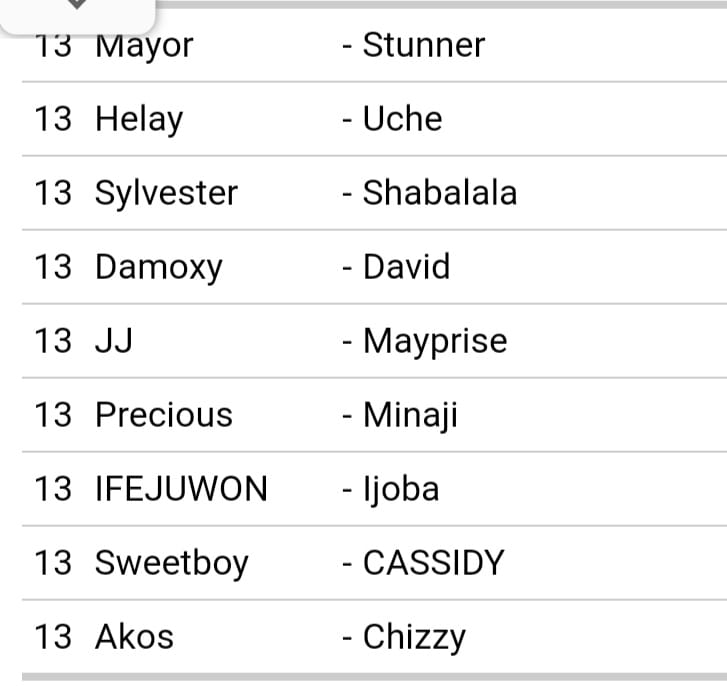 13 Mayor - Stunner
13 Helay - Uche
13 Sylvester - Shabalala
13 Damoxy - David
13 JJ - Mayprise
13 Precious - Minaji
13 IFEJUWON - Ijoba
13 Sweetboy - CASSIDY
13 Akos - Chizzy